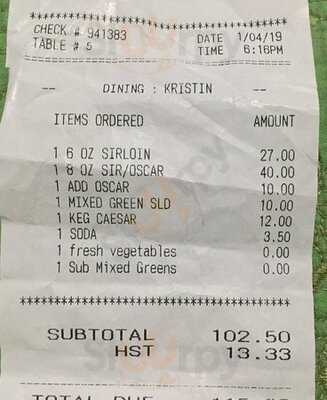 CHECK # 941383 DATE 1/04/19
TABLE # 5 TIME 6:16PM
*****************************************
-- DINING : KRISTIN --
ITEMS ORDERED AMOUNT
1 6 OZ SIRLOIN 27.00
1 8 OZ SIR/OSCAR 40.00
1 ADD OSCAR 10.00
1 MIXED GREEN SLD 10.00
1 KEG CAESAR 12.00
1 SODA 3.50
1 fresh vegetables 0.00
1 Sub Mixed Greens 0.00
*****************************************
SUBTOTAL 102.50
HST 13.33
TOTAL DUE